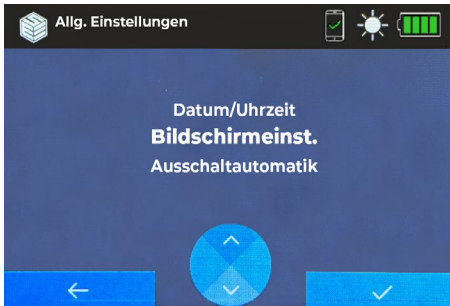 Allg. Einstellungen
Datum/Uhrzeit
Bildschirmeinst.
Ausschaltautomatik